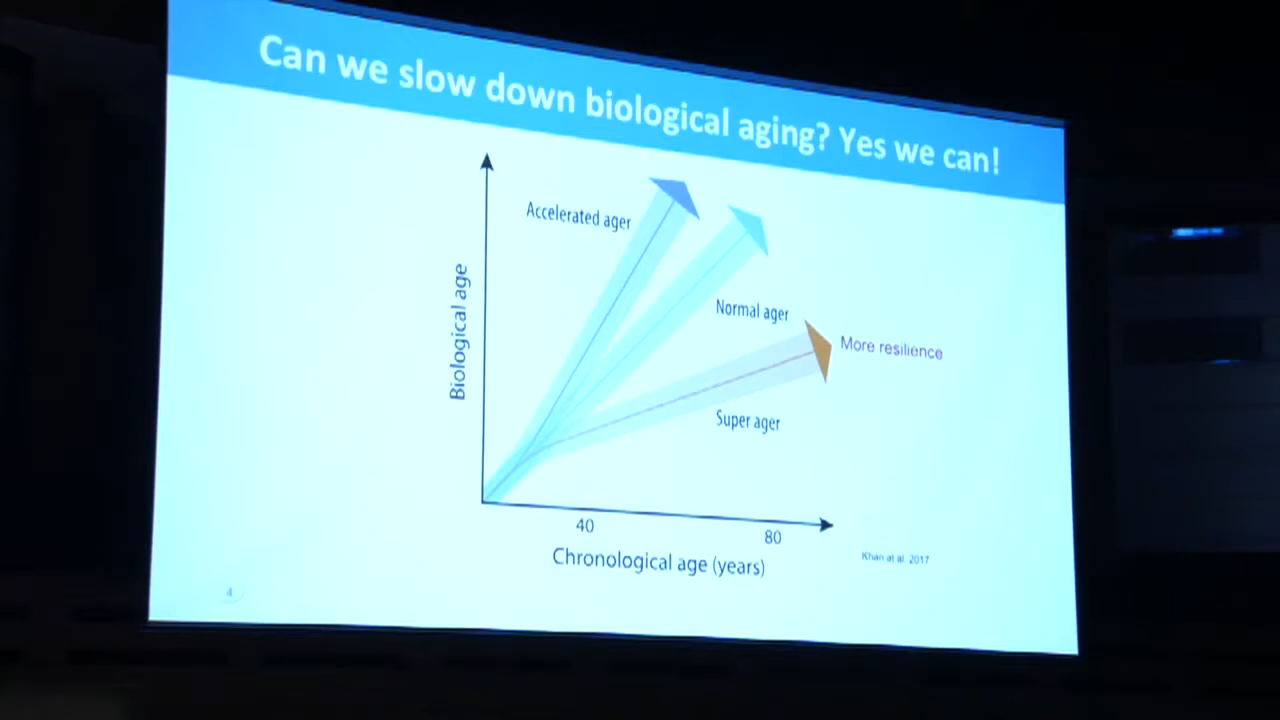 Can we slow down biological aging? Yes we can!
Accelerated ager
Normal ager
More resilience
Super ager
Biological age
40
80
Chronological age (years)
Khan at al. 2017
4